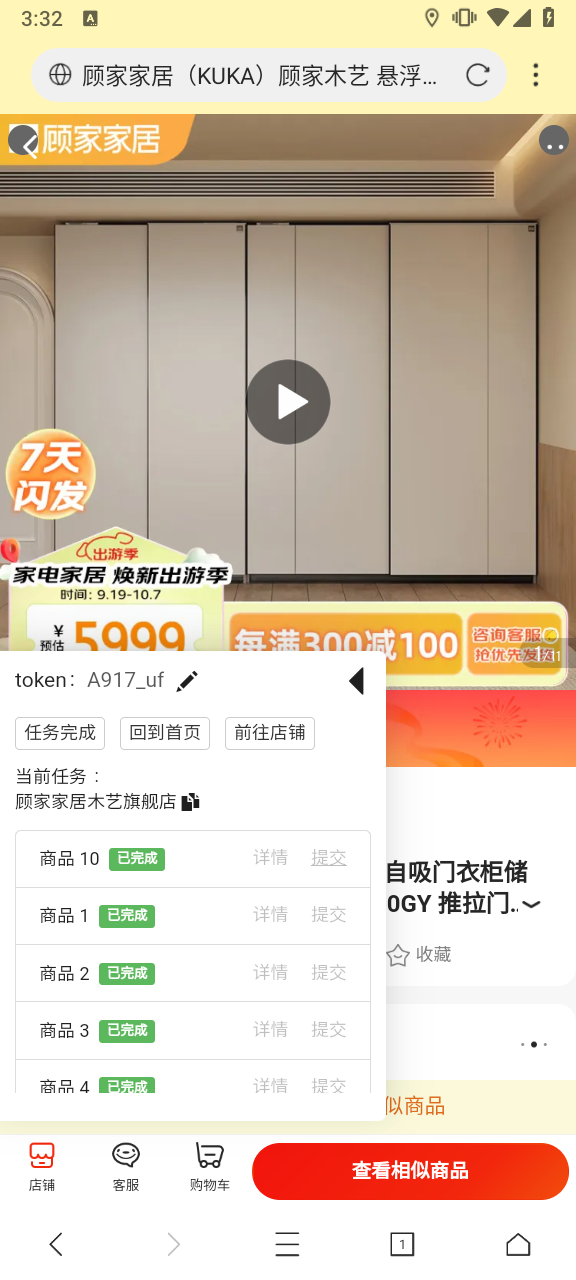 3:32
A
顾家家居（KUKA）顾家木艺 悬浮…
顾家家居
7天
闪发
出游季
家电家居 焕新出游季
时间: 9.19-10.7
¥
预估
5999
每满300减100
咨询客服
抢优先发货
1/11
token： A917_uf
任务完成
回到首页
前往店铺
当前任务：
顾家家居木艺旗舰店
商品 10 已完成 详情 提交
商品 1 已完成 详情 提交
商品 2 已完成 详情 提交
商品 3 已完成 详情 提交
商品 4 已完成 详情 提交
自吸门衣柜储
0GY 推拉门…
收藏
似商品
店铺
客服
购物车
查看相似商品
1